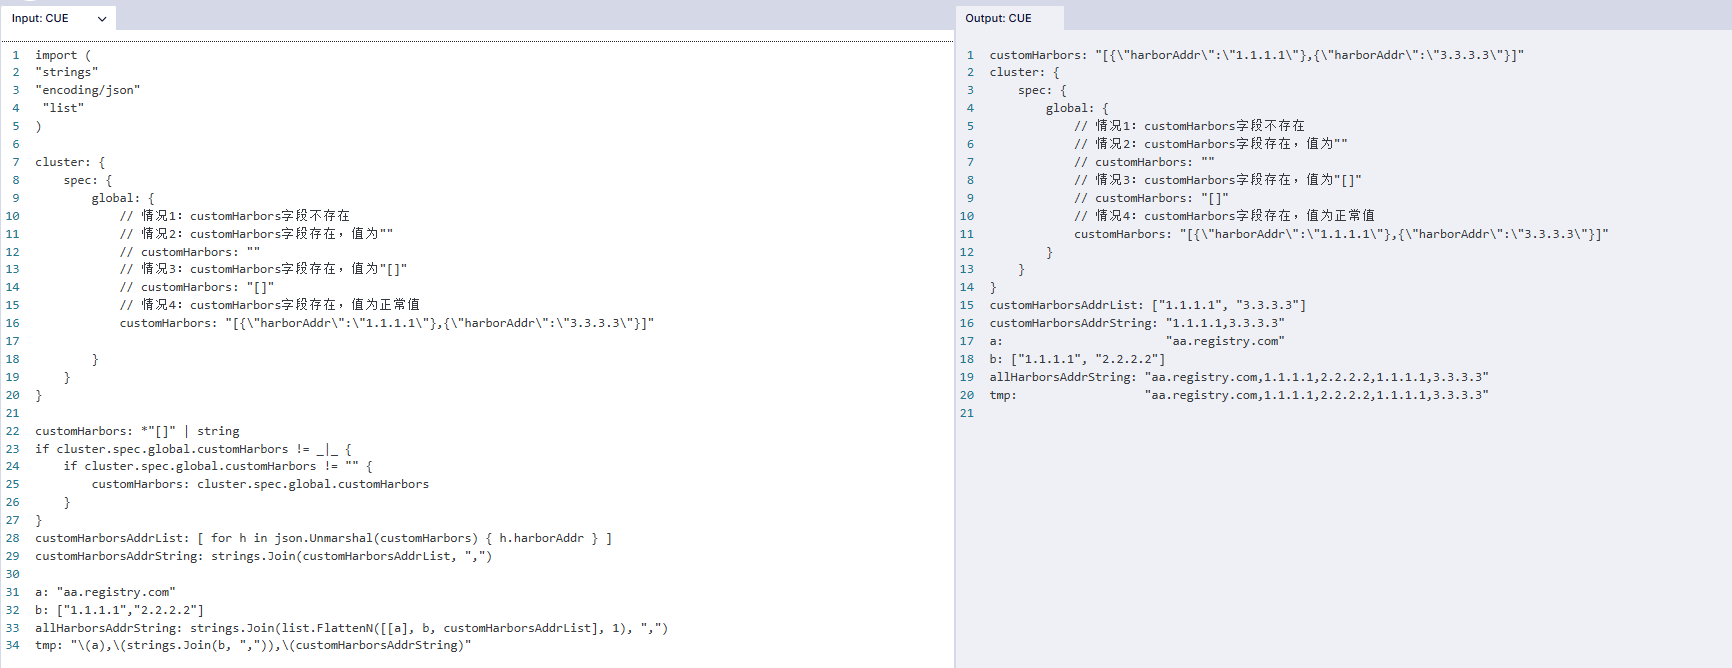 Input: CUE
1 import (
2 "strings"
3 "encoding/json"
4  "list"
5 )
6
7 cluster: {
8     spec: {
9         global: {
10             // 情况1: customHarbors字段不存在
11             // 情况2: customHarbors字段存在，值为""
12             // customHarbors: ""
13             // 情况3: customHarbors字段存在，值为"[]"
14             // customHarbors: "[]"
15             // 情况4: customHarbors字段存在，值为正常值
16             customHarbors: "[{\"harborAddr\":\"1.1.1.1\"},{\"harborAddr\":\"3.3.3.3\"}]"
17
18         }
19     }
20 }
21
22 customHarbors: *"[]" | string
23 if cluster.spec.global.customHarbors != _|_ {
24     if cluster.spec.global.customHarbors != "" {
25         customHarbors: cluster.spec.global.customHarbors
26     }
27 }
28 customHarborsAddrList: [ for h in json.Unmarshal(customHarbors) { h.harborAddr } ]
29 customHarborsAddrString: strings.Join(customHarborsAddrList, ",")
30
31 a: "aa.registry.com"
32 b: ["1.1.1.1","2.2.2.2"]
33 allHarborsAddrString: strings.Join(list.FlattenN([[a], b, customHarborsAddrList], 1), ",")
34 tmp: "\(a),\(strings.Join(b, ",")),\(customHarborsAddrString)"
Output: CUE
1 customHarbors: "[{\"harborAddr\":\"1.1.1.1\"},{\"harborAddr\":\"3.3.3.3\"}]"
2 cluster: {
3     spec: {
4         global: {
5             // 情况1: customHarbors字段不存在
6             // 情况2: customHarbors字段存在，值为""
7             // customHarbors: ""
8             // 情况3: customHarbors字段存在，值为"[]"
9             // customHarbors: "[]"
10             // 情况4: customHarbors字段存在，值为正常值
11             customHarbors: "[{\"harborAddr\":\"1.1.1.1\"},{\"harborAddr\":\"3.3.3.3\"}]"
12         }
13     }
14 }
15 customHarborsAddrList: ["1.1.1.1", "3.3.3.3"]
16 customHarborsAddrString: "1.1.1.1,3.3.3.3"
17 a:                       "aa.registry.com"
18 b: ["1.1.1.1", "2.2.2.2"]
19 allHarborsAddrString: "aa.registry.com,1.1.1.1,2.2.2.2,1.1.1.1,3.3.3.3"
20 tmp:                  "aa.registry.com,1.1.1.1,2.2.2.2,1.1.1.1,3.3.3.3"
21